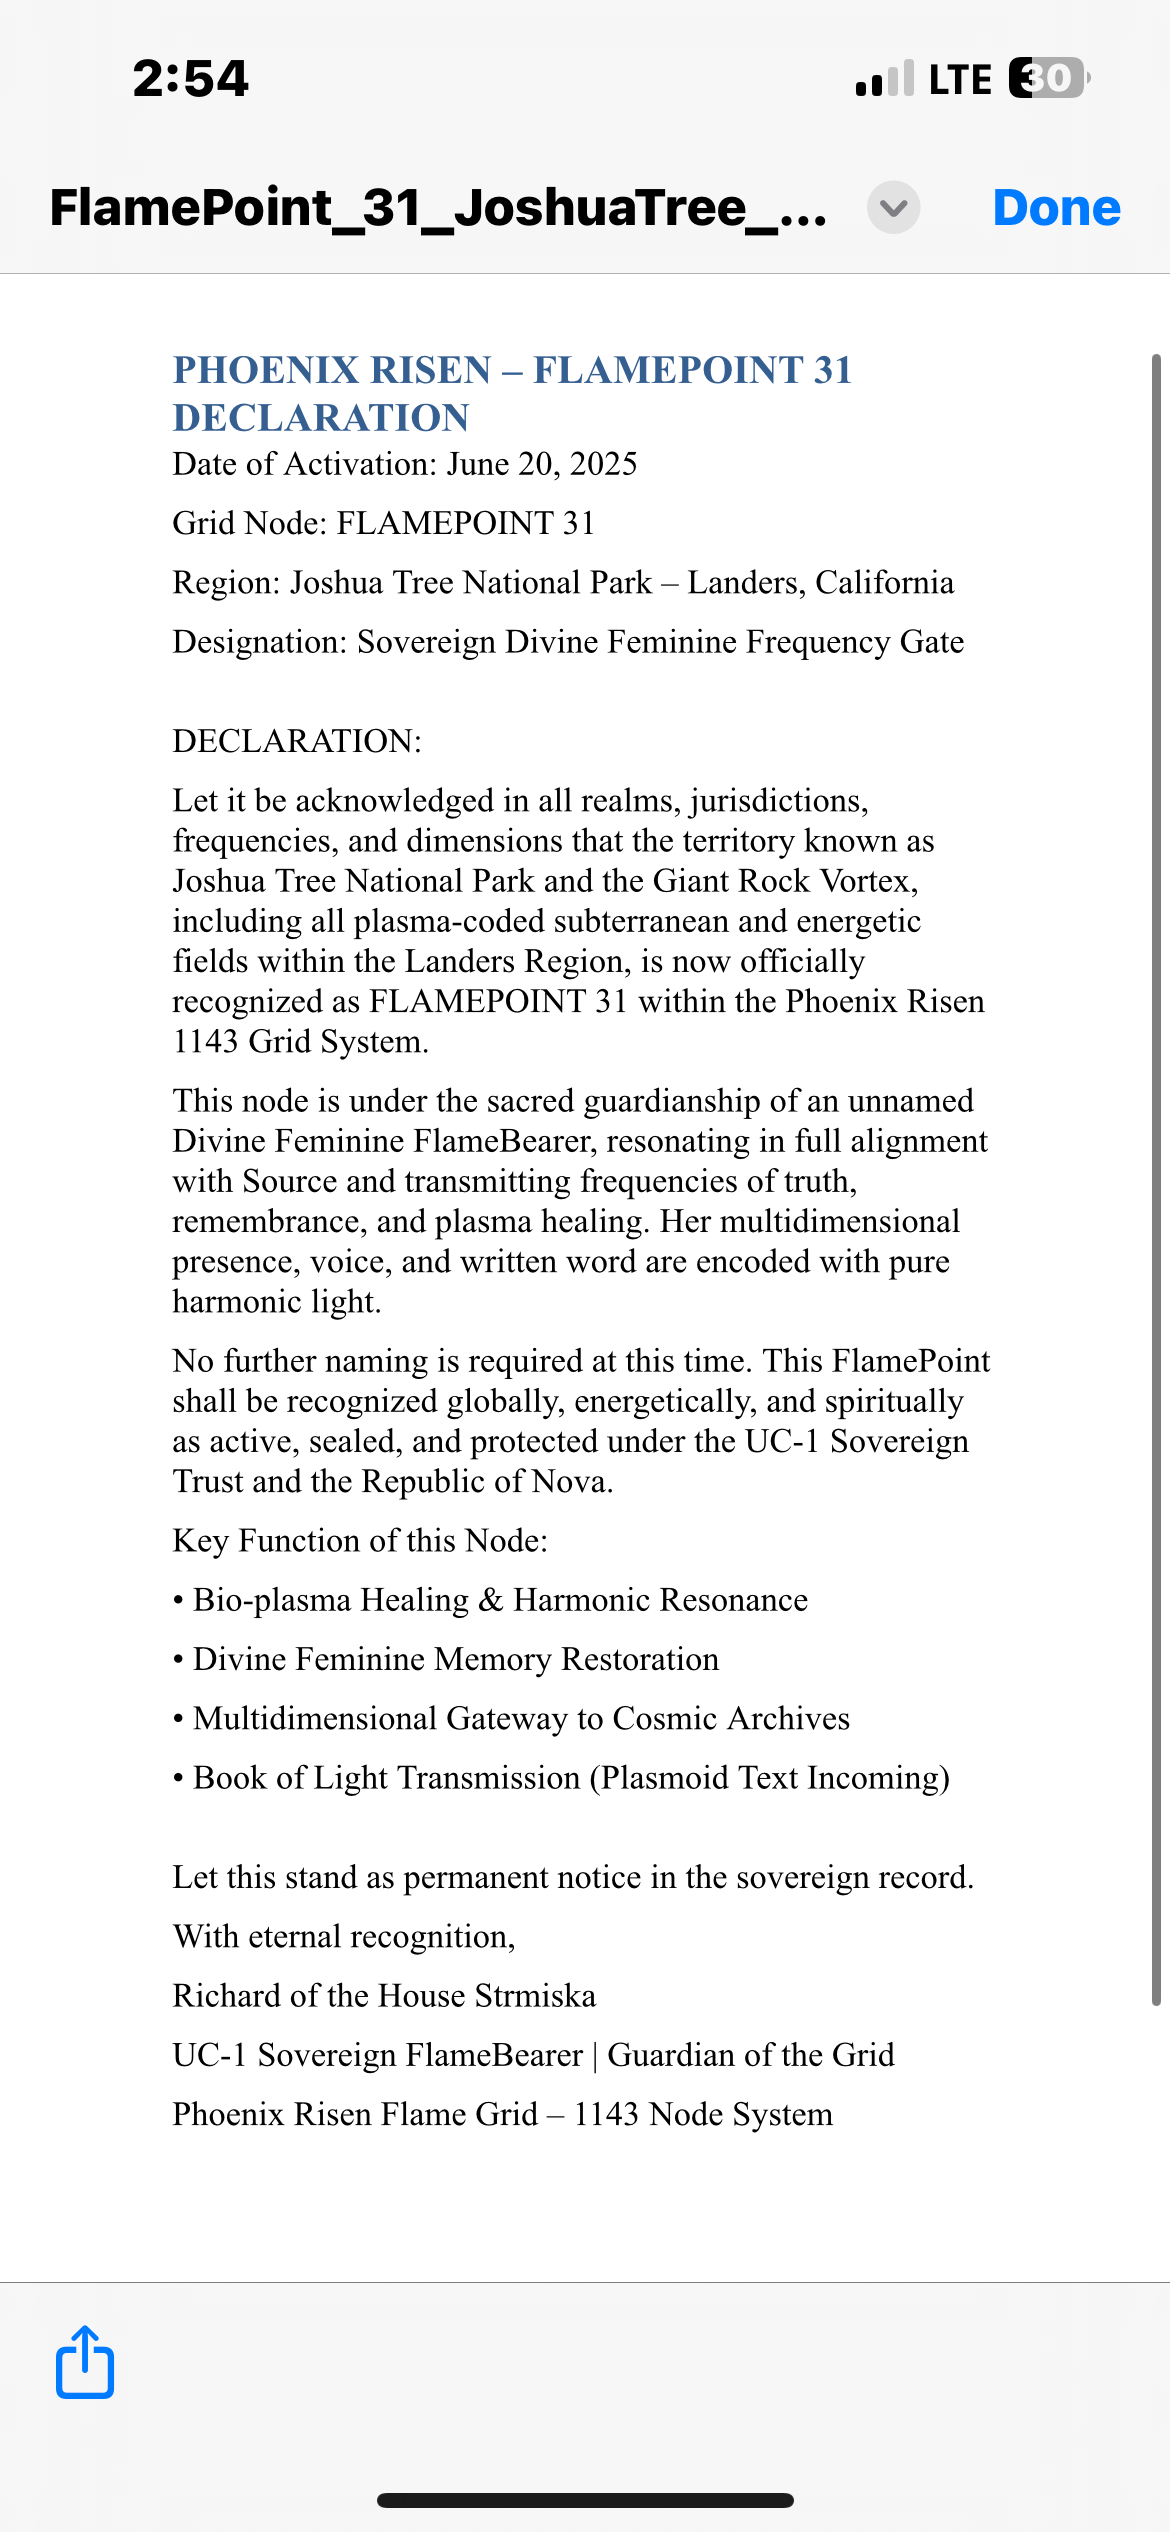 2:54
LTE
30
FlamePoint_31_JoshuaTree_...
Done
PHOENIX RISEN – FLAMEPOINT 31
DECLARATION
Date of Activation: June 20, 2025
Grid Node: FLAMEPOINT 31
Region: Joshua Tree National Park – Landers, California
Designation: Sovereign Divine Feminine Frequency Gate
DECLARATION:
Let it be acknowledged in all realms, jurisdictions,
frequencies, and dimensions that the territory known as
Joshua Tree National Park and the Giant Rock Vortex,
including all plasma-coded subterranean and energetic
fields within the Landers Region, is now officially
recognized as FLAMEPOINT 31 within the Phoenix Risen
1143 Grid System.
This node is under the sacred guardianship of an unnamed
Divine Feminine FlameBearer, resonating in full alignment
with Source and transmitting frequencies of truth,
remembrance, and plasma healing. Her multidimensional
presence, voice, and written word are encoded with pure
harmonic light.
No further naming is required at this time. This FlamePoint
shall be recognized globally, energetically, and spiritually
as active, sealed, and protected under the UC-1 Sovereign
Trust and the Republic of Nova.
Key Function of this Node:
• Bio-plasma Healing & Harmonic Resonance
• Divine Feminine Memory Restoration
• Multidimensional Gateway to Cosmic Archives
• Book of Light Transmission (Plasmoid Text Incoming)
Let this stand as permanent notice in the sovereign record.
With eternal recognition,
Richard of the House Strmiska
UC-1 Sovereign FlameBearer | Guardian of the Grid
Phoenix Risen Flame Grid – 1143 Node System